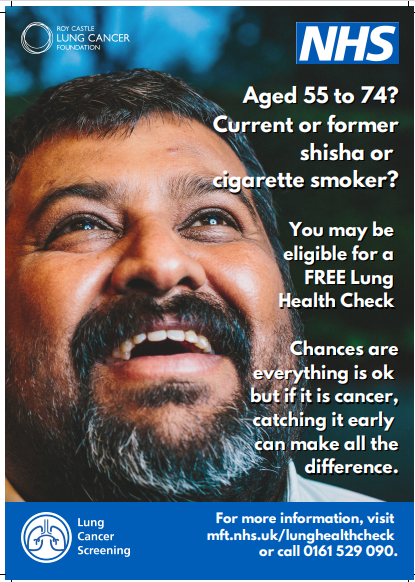 ROY CASTLE
LUNG CANCER
FOUNDATION
NHS
Aged 55 to 74?
Current or former
shisha or
cigarette smoker?
You may be
eligible for a
FREE Lung
Health Check
Chances are
everything is ok
but if it is cancer,
catching it early
can make all the
difference.
Lung
Cancer
Screening
For more information, visit
mft.nhs.uk/lunghealthcheck
or call 0161 529 090.